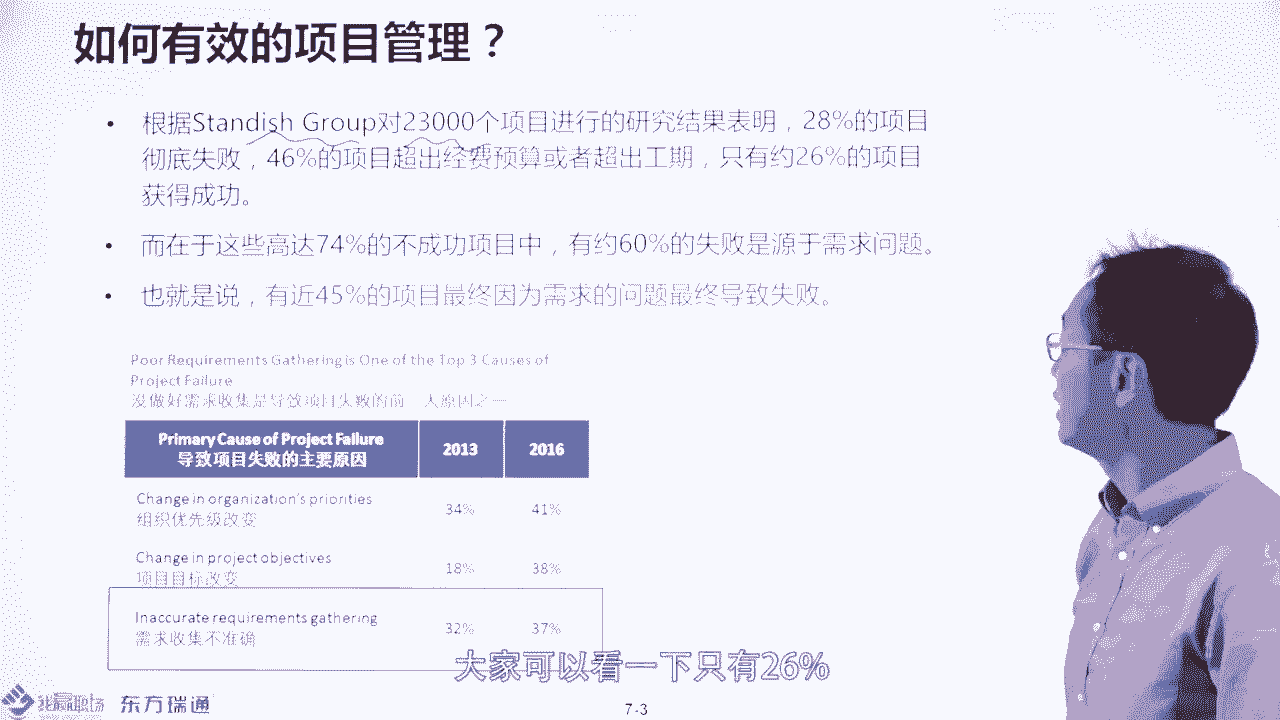 如何有效的项目管理？
• 根据Standish Group对23000个项目进行的研究结果表明，28%的项目
彻底失败，46%的项目超出经费预算或者超出工期，只有约26%的项目
获得成功。
• 而在于这些高达74%的不成功项目中，有约60%的失败是源于需求问题。
• 也就是说，有近45%的项目最终因为需求的问题最终导致失败。
Poor Requirements Gathering is One of the Top 3 Causes of
Project Failure
没做好需求收集是导致项目失败的前 大原因之一
Primary Cause of Project Failure
导致项目失败的主要原因
2013
2016
Change in organization's priorities
组织优先级改变
34%
41%
Change in project objectives
项目目标改变
18%
38%
Inaccurate requirements gathering
需求收集不准确
32%
37%
大家可以看一下只有26%
东方瑞通
7-3